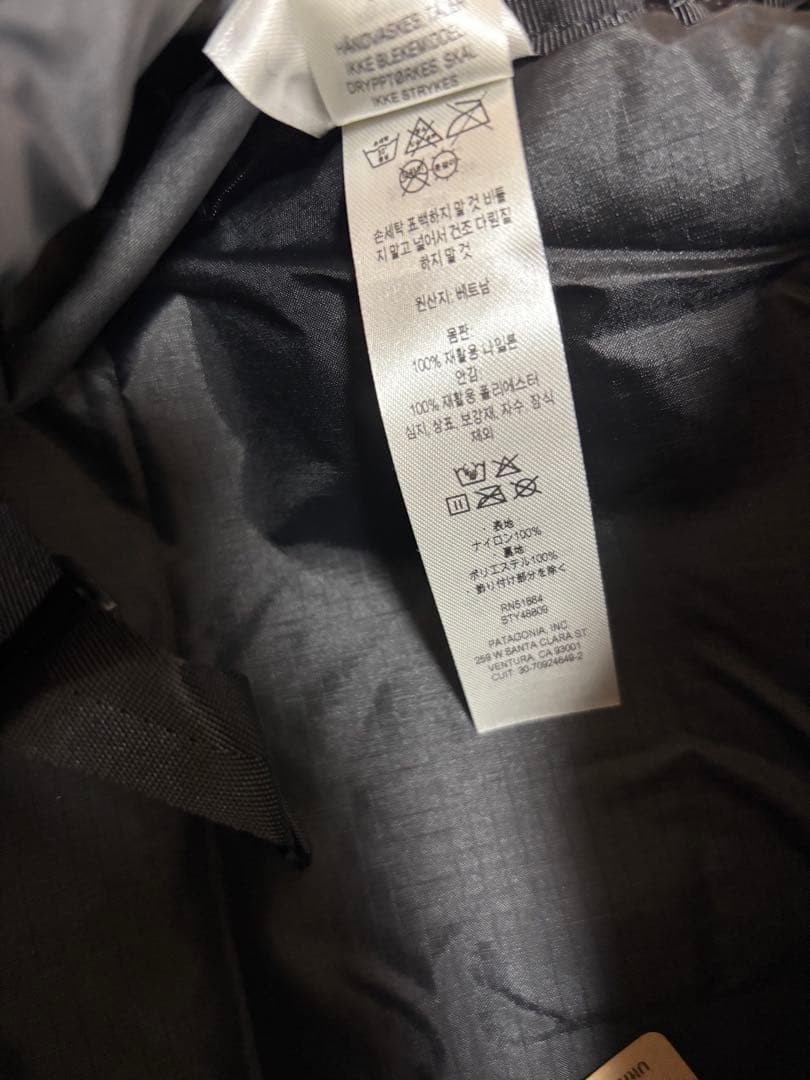 HÅNDVASKES, TÅLER
IKKE BLEKEMIDDEL,
DRYPPTØRKES, SKAL
IKKE STRYKES
손세탁 표백하지 말 것 비틀
지 말고 널어서 건조 다림질
하지 말 것
원산지: 베트남
몸판
100% 재활용 나일론
안감
100% 재활용 폴리에스터
심지, 상표, 보강재, 자수, 장식
제외
・表地
ナイロン100%
・裏地
ポリエステル100%
・飾り付け部分を除く
RN51884
STY48809
PATAGONIA, INC
259 W SANTA CLARA ST
VENTURA, CA 93001
CUIT: 30-70924649-2